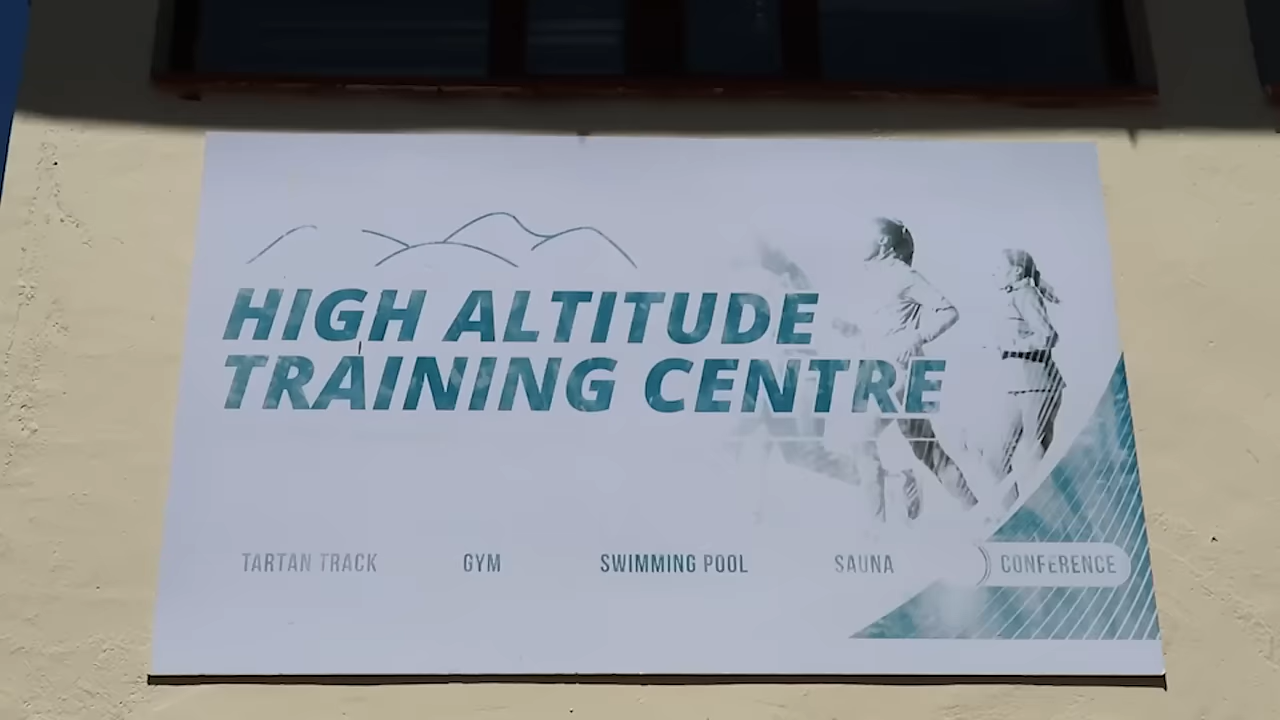 HIGH ALTITUDE
TRAINING CENTRE
TARTAN TRACK GYM SWIMMING POOL SAUNA CONFERENCE